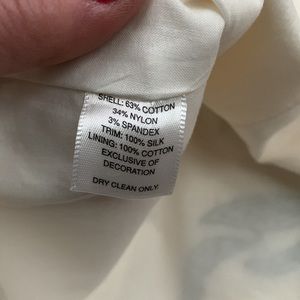 SHELL: 63% COTTON
34% NYLON
3% SPANDEX
TRIM: 100% SILK
LINING: 100% COTTON
EXCLUSIVE OF
DECORATION
DRY CLEAN ONLY.